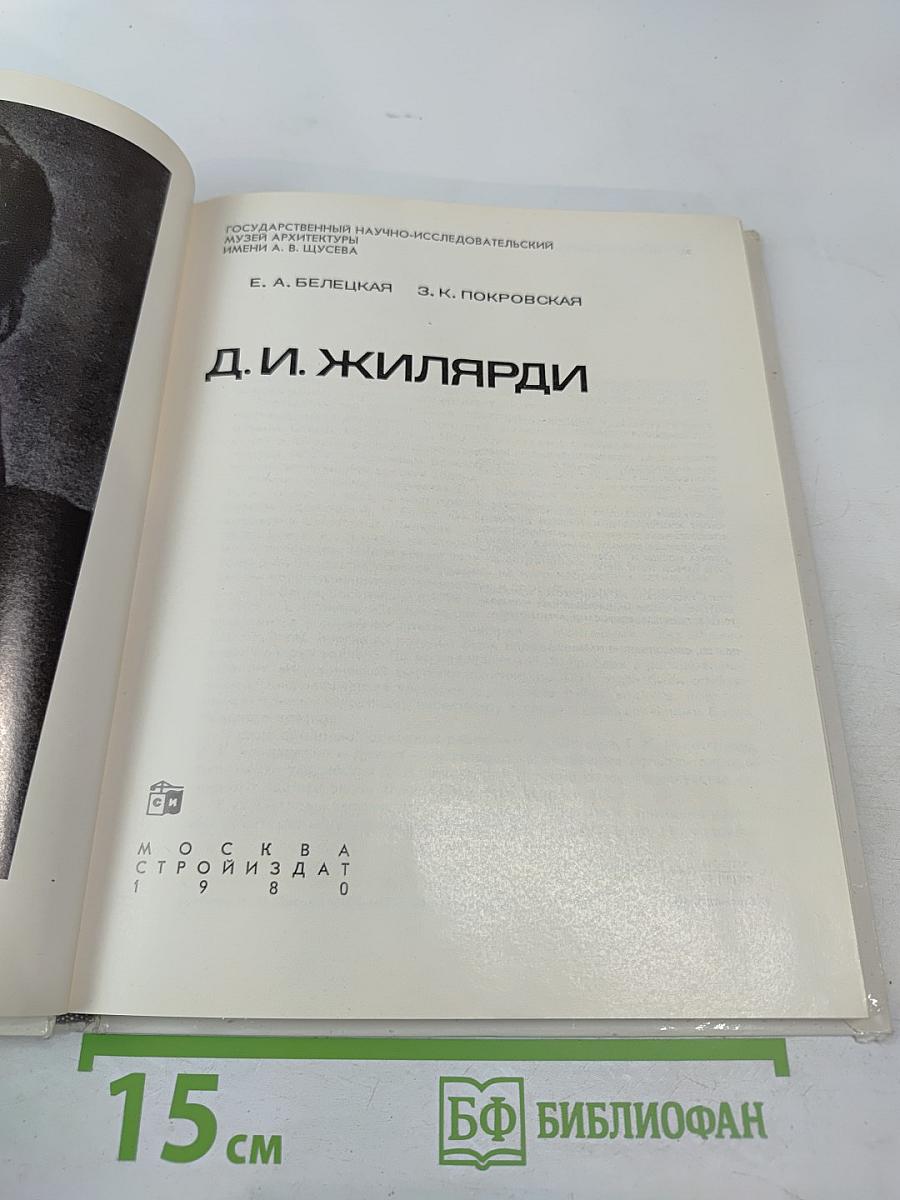 ГОСУДАРСТВЕННЫЙ НАУЧНО-ИССЛЕДОВАТЕЛЬСКИЙ
МУЗЕЙ АРХИТЕКТУРЫ
ИМЕНИ А. В. ЩУСЕВА
Е. А. БЕЛЕЦКАЯ З. К. ПОКРОВСКАЯ
Д. И. ЖИЛЯРДИ
СИ
МОСКВА
СТРОЙИЗДАТ
1980
15 см
БФ БИБЛИОФАН